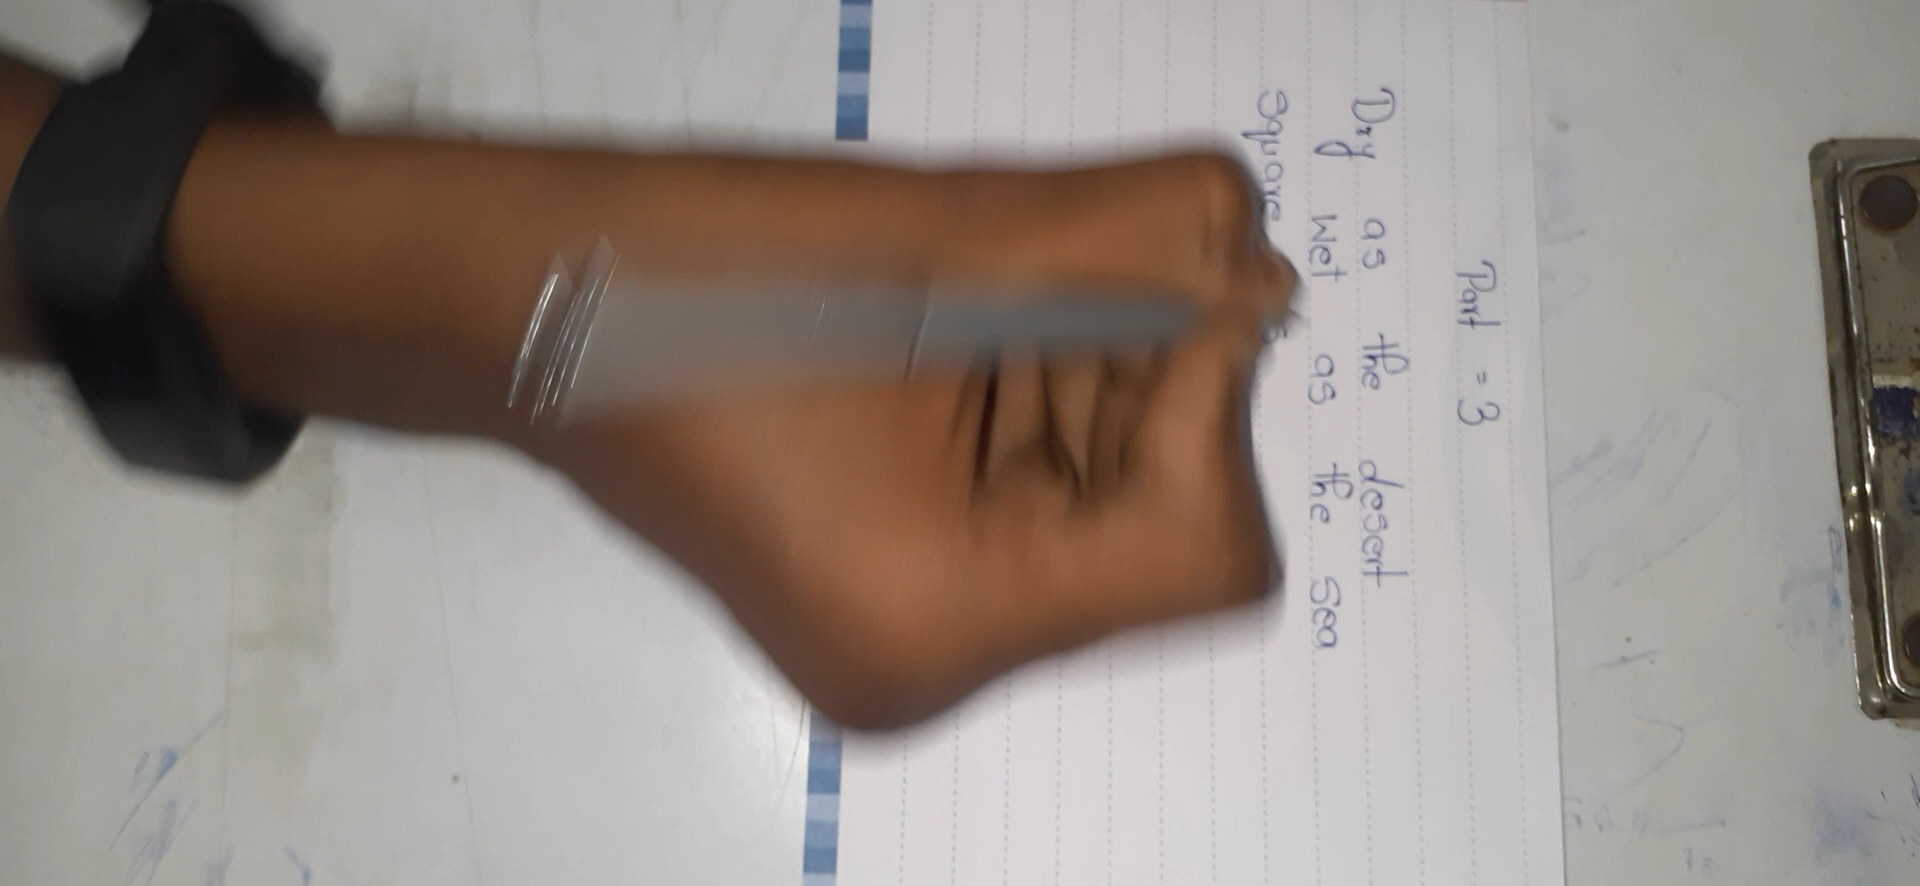 Part = 3
Dry as the desert
Wet as the sea
Square